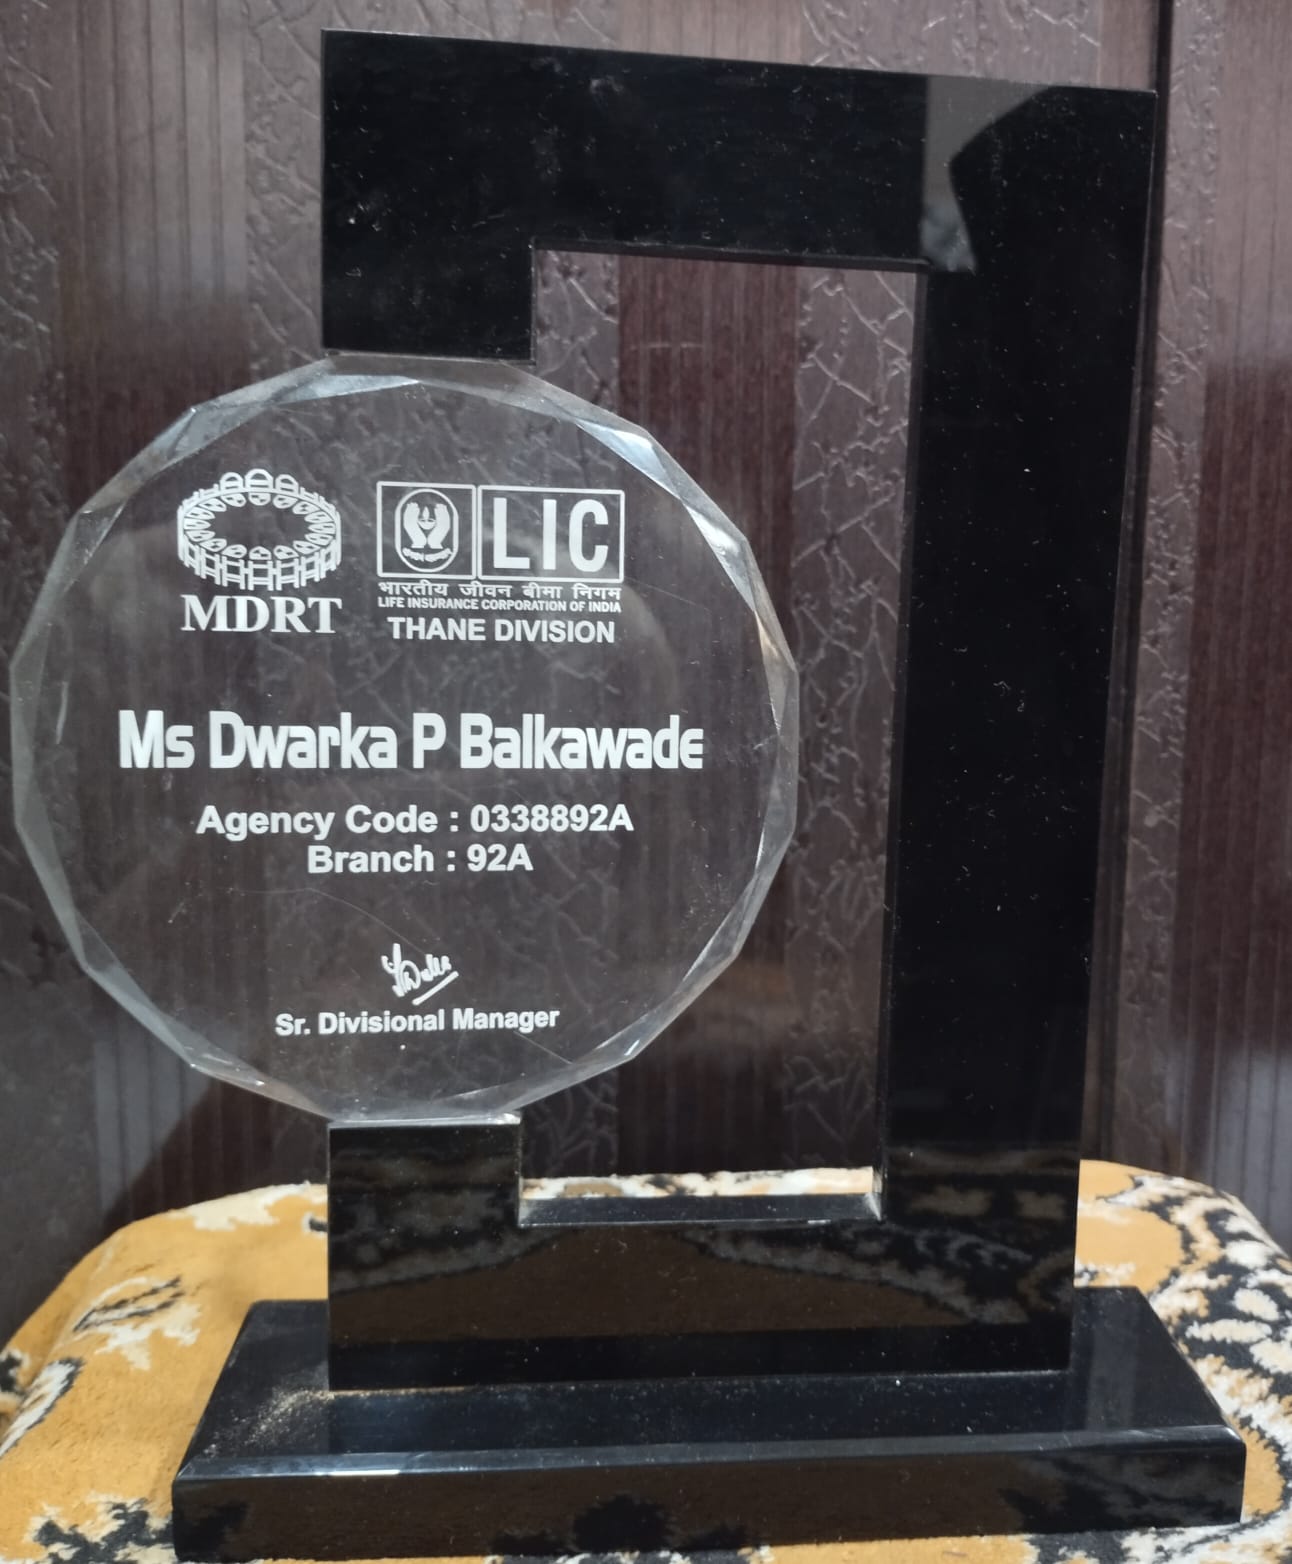 MDRT
LIC
भारतीय जीवन बीमा निगम
LIFE INSURANCE CORPORATION OF INDIA
THANE DIVISION
Ms Dwarka P Balkawade
Agency Code : 0338892A
Branch : 92A
Sr. Divisional Manager